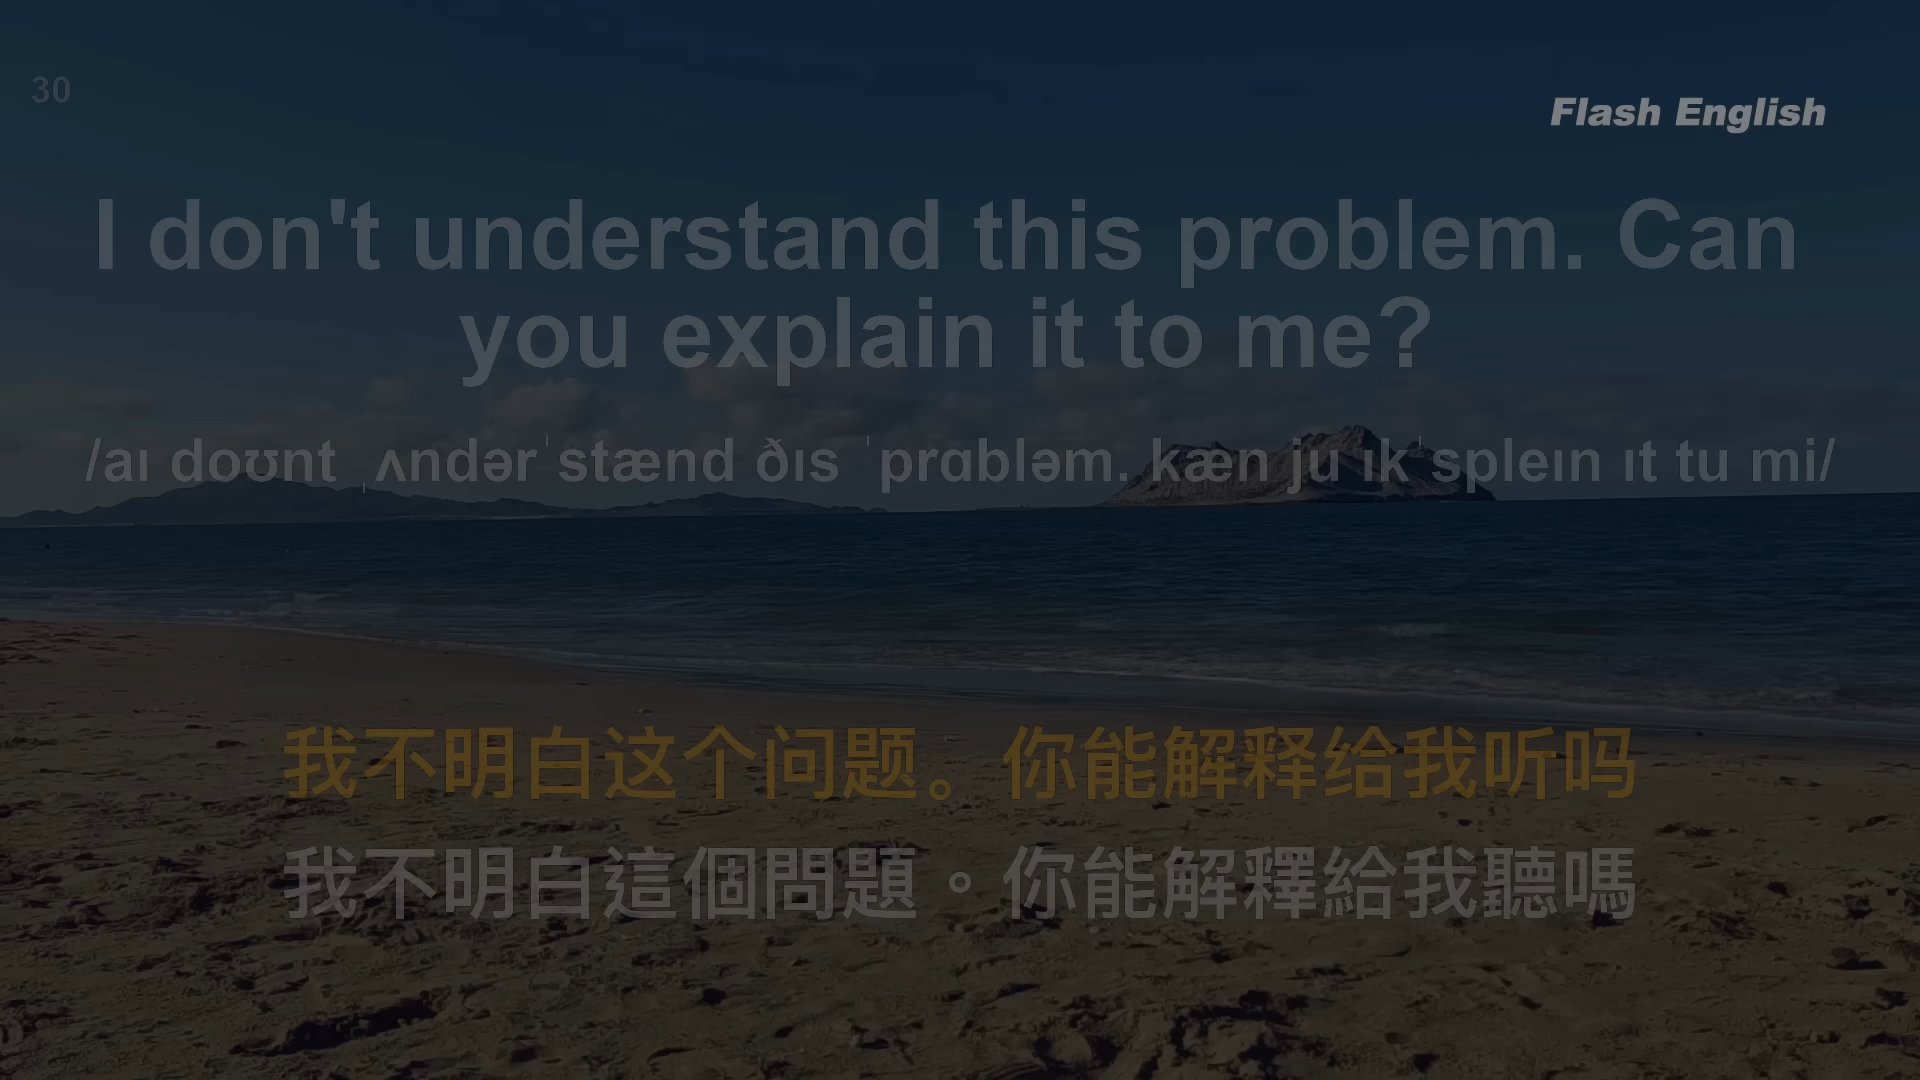 30
Flash English
I don't understand this problem. Can
you explain it to me?
/aɪ doʊnt ˌʌndərˈstænd ðɪs ˈprɑbləm. kæn ju ɪkˈspleɪn ɪt tu mi/
我不明白这个问题。你能解释给我听吗
我不明白這個問題。你能解釋給我聽嗎